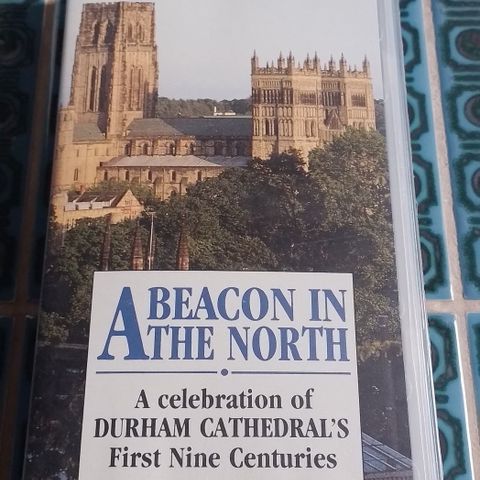 A BEACON IN
THE NORTH
A celebration of
DURHAM CATHEDRAL'S
First Nine Centuries